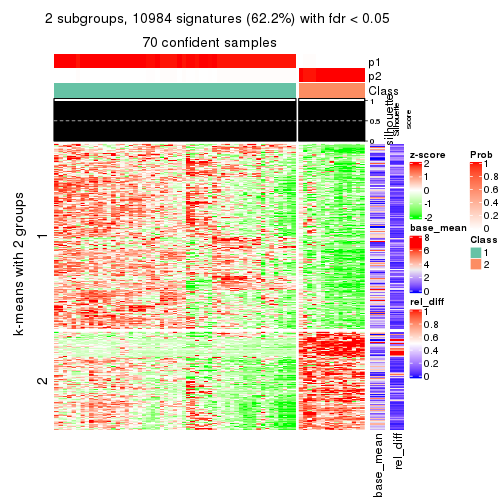 2 subgroups, 10984 signatures (62.2%) with fdr < 0.05
70 confident samples
p1
p2
Class
1
0.5
0
silhouette
Silhouette
score
k-means with 2 groups
1
2
base_mean
rel_diff
z-score
2
1
0
-1
-2
base_mean
8
6
4
2
0
rel_diff
1
0.8
0.6
0.4
0.2
0
Prob
1
0.8
0.6
0.4
0.2
0
Class
1
2